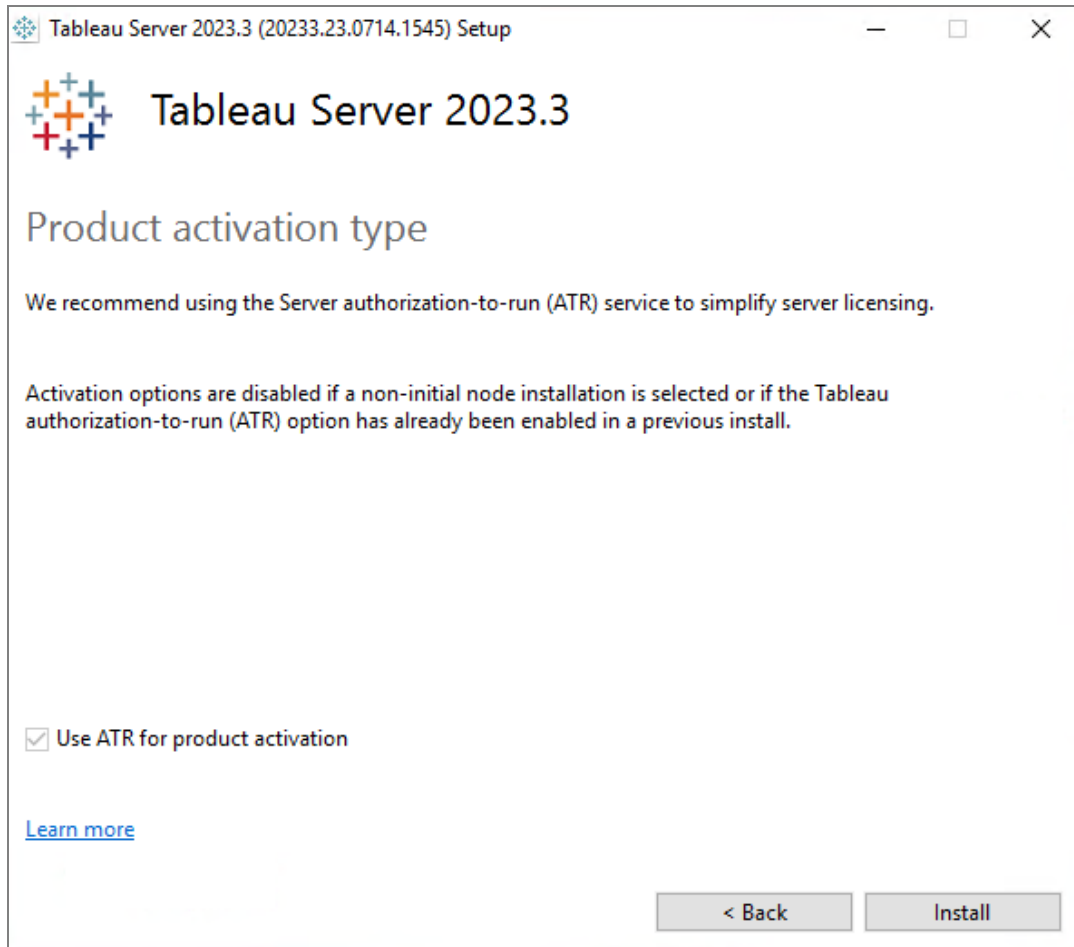 Tableau Server 2023.3 (20233.23.0714.1545) Setup
Tableau Server 2023.3
Product activation type
We recommend using the Server authorization-to-run (ATR) service to simplify server licensing.
Activation options are disabled if a non-initial node installation is selected or if the Tableau
authorization-to-run (ATR) option has already been enabled in a previous install.
Use ATR for product activation
Learn more
< Back
Install